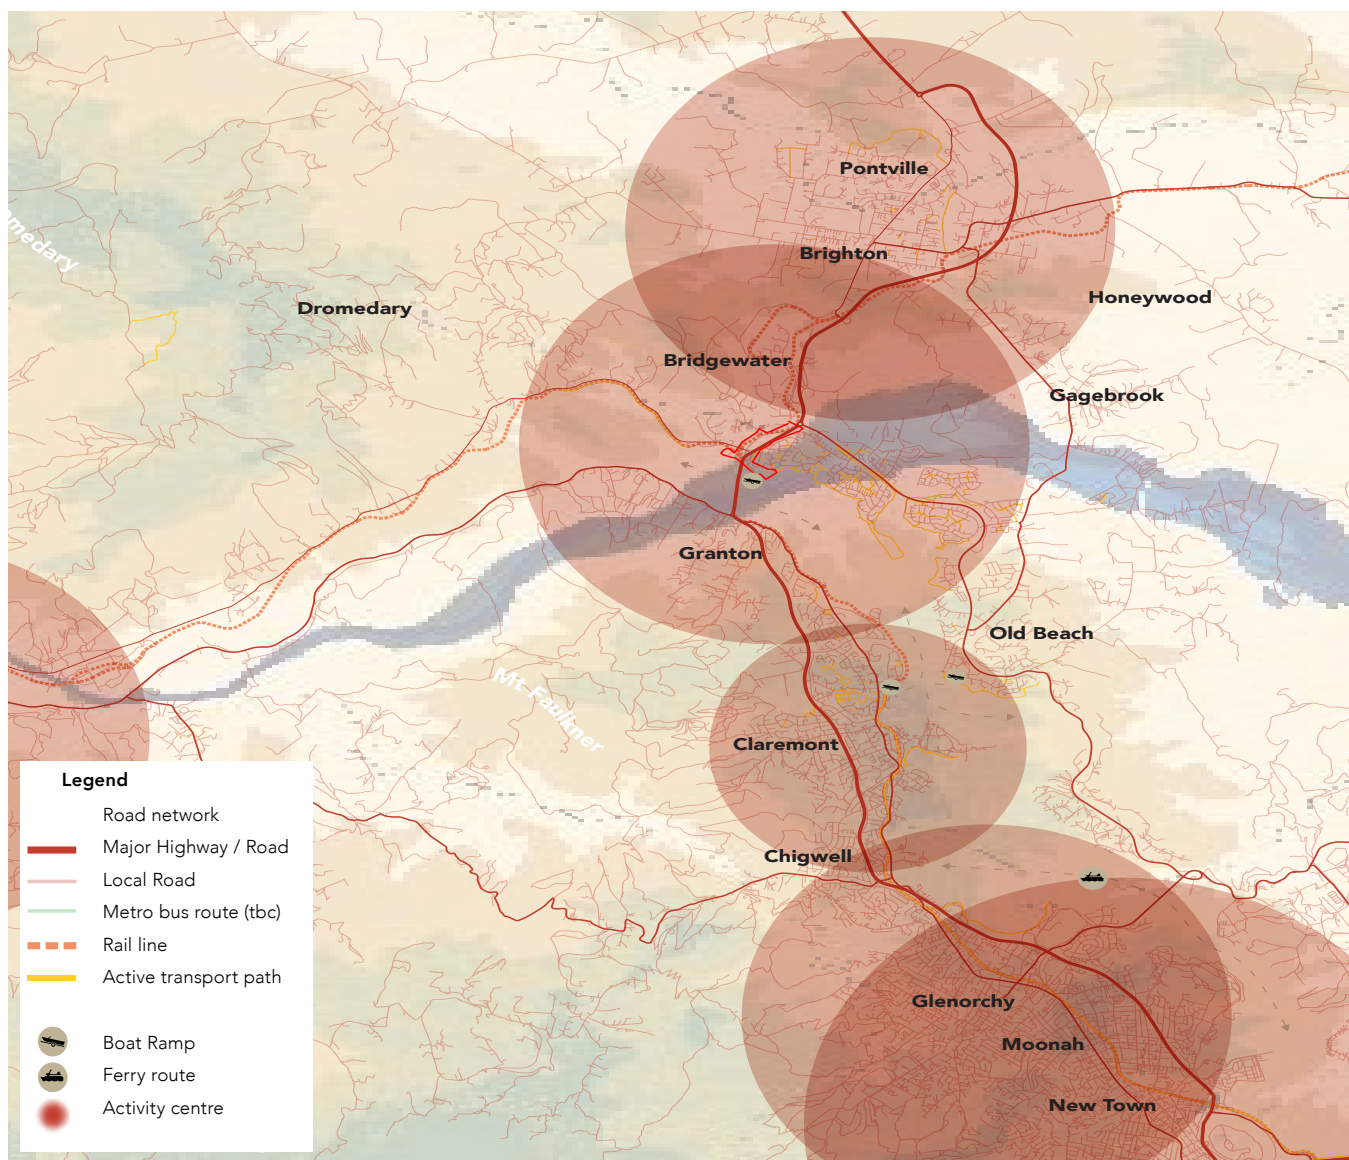 Pontville
Brighton
Honeywood
Dromedary
Bridgewater
Gagebrook
Granton
Old Beach
Mt Faulkner
Claremont
Chigwell
Glenorchy
Moonah
New Town
Legend
Road network
Major Highway / Road
Local Road
Metro bus route (tbc)
Rail line
Active transport path
Boat Ramp
Ferry route
Activity centre